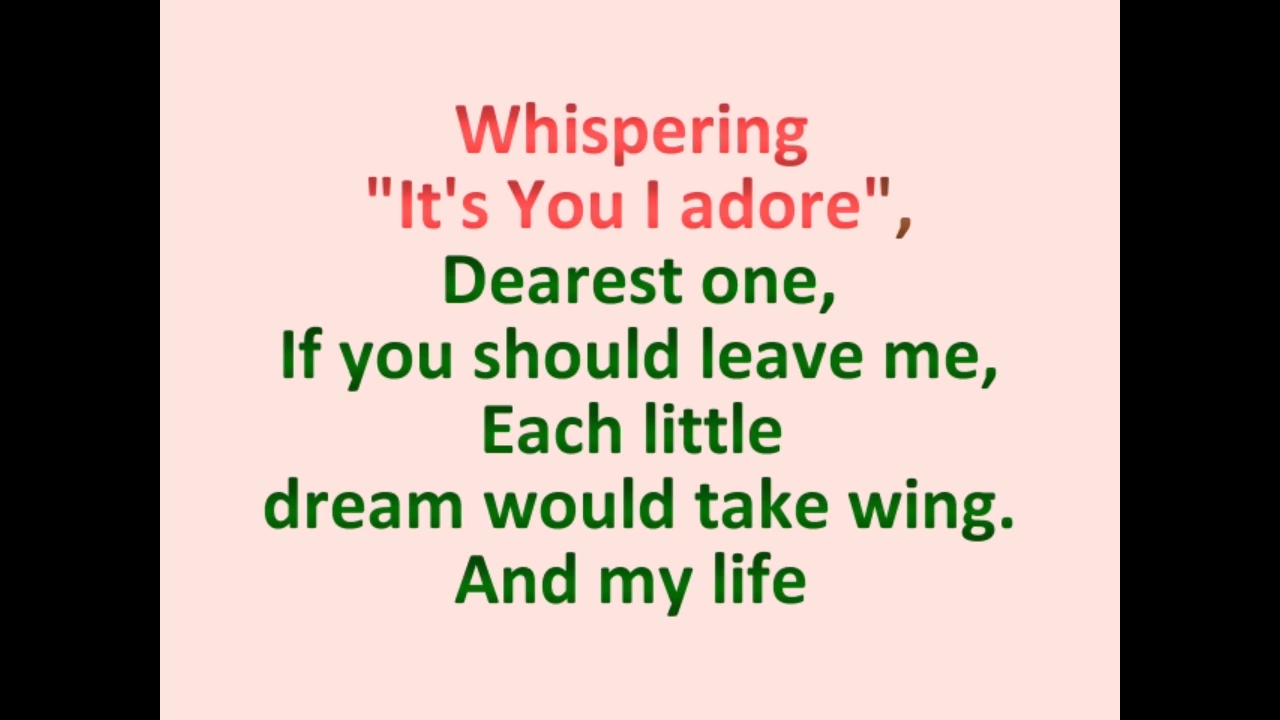 Whispering
"It's You I adore",
Dearest one,
If you should leave me,
Each little
dream would take wing.
And my life